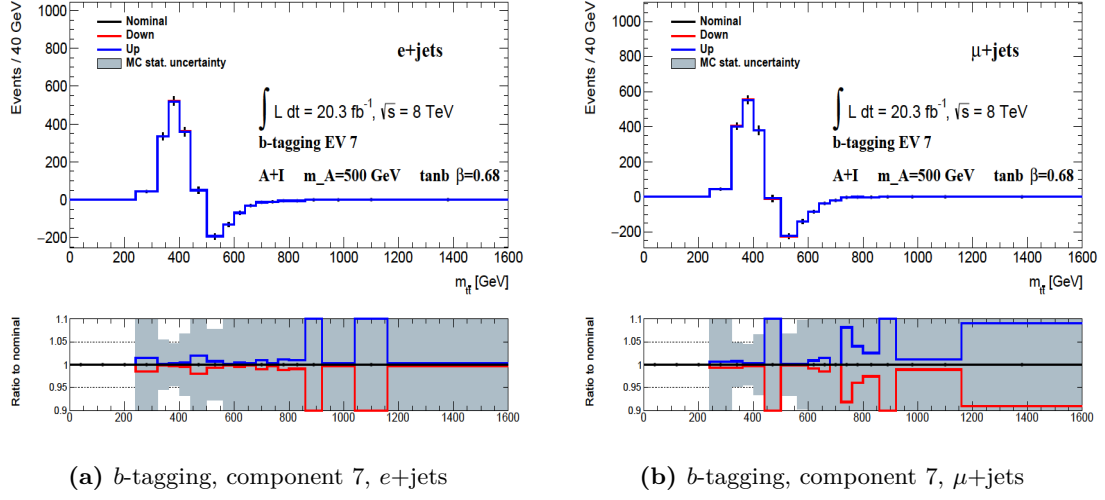 Events / 40 GeV
1000
800
600
400
200
0
−200
Nominal
Down
Up
MC stat. uncertainty
e+jets
∫ L dt = 20.3 fb⁻¹, √s = 8 TeV
b-tagging EV 7
A+I m_A=500 GeV tanb β=0.68
0 200 400 600 800 1000 1200 1400 1600
m_{tt̄} [GeV]
Ratio to nominal
1.1
1.05
1
0.95
0.9
0 200 400 600 800 1000 1200 1400 1600
(a) b-tagging, component 7, e+jets
Events / 40 GeV
1000
800
600
400
200
0
−200
Nominal
Down
Up
MC stat. uncertainty
μ+jets
∫ L dt = 20.3 fb⁻¹, √s = 8 TeV
b-tagging EV 7
A+I m_A=500 GeV tanb β=0.68
0 200 400 600 800 1000 1200 1400 1600
m_{tt̄} [GeV]
Ratio to nominal
1.1
1.05
1
0.95
0.9
0 200 400 600 800 1000 1200 1400 1600
(b) b-tagging, component 7, μ+jets